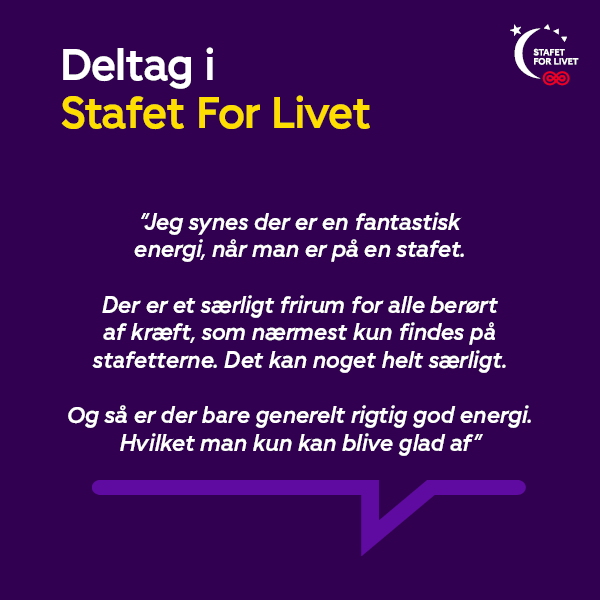 Deltag i
Stafet For Livet
STAFET
FOR LIVET
"Jeg synes der er en fantastisk
energi, når man er på en stafet.
Der er et særligt frirum for alle berørt
af kræft, som nærmest kun findes på
stafetterne. Det kan noget helt særligt.
Og så er der bare generelt rigtig god energi.
Hvilket man kun kan blive glad af"